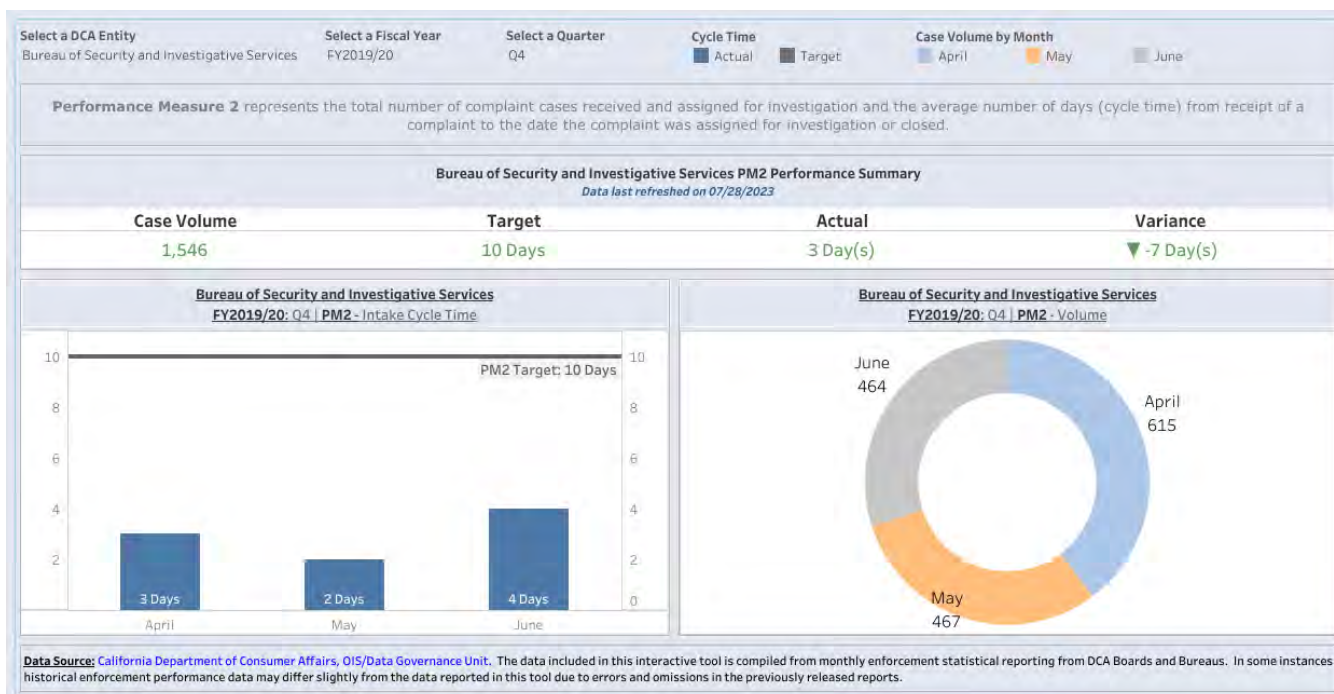 Select a DCA Entity Select a Fiscal Year Select a Quarter Cycle Time Case Volume by Month
Bureau of Security and Investigative Services FY2019/20 Q4 Actual Target April May June
Performance Measure 2 represents the total number of complaint cases received and assigned for investigation and the average number of days (cycle time) from receipt of a
complaint to the date the complaint was assigned for investigation or closed.
Bureau of Security and Investigative Services PM2 Performance Summary
Data last refreshed on 07/28/2023
Case Volume Target Actual Variance
1,546 10 Days 3 Day(s) ▼ -7 Day(s)
Bureau of Security and Investigative Services
FY2019/20: Q4 | PM2 - Intake Cycle Time
10 10
PM2 Target: 10 Days
8 8
6 6
4 4
2 2
3 Days 2 Days 4 Days 0
April May June
Bureau of Security and Investigative Services
FY2019/20: Q4 | PM2 - Volume
June
464
April
615
May
467
Data Source: California Department of Consumer Affairs, OIS/Data Governance Unit. The data included in this interactive tool is compiled from monthly enforcement statistical reporting from DCA Boards and Bureaus. In some instances
historical enforcement performance data may differ slightly from the data reported in this tool due to errors and omissions in the previously released reports.